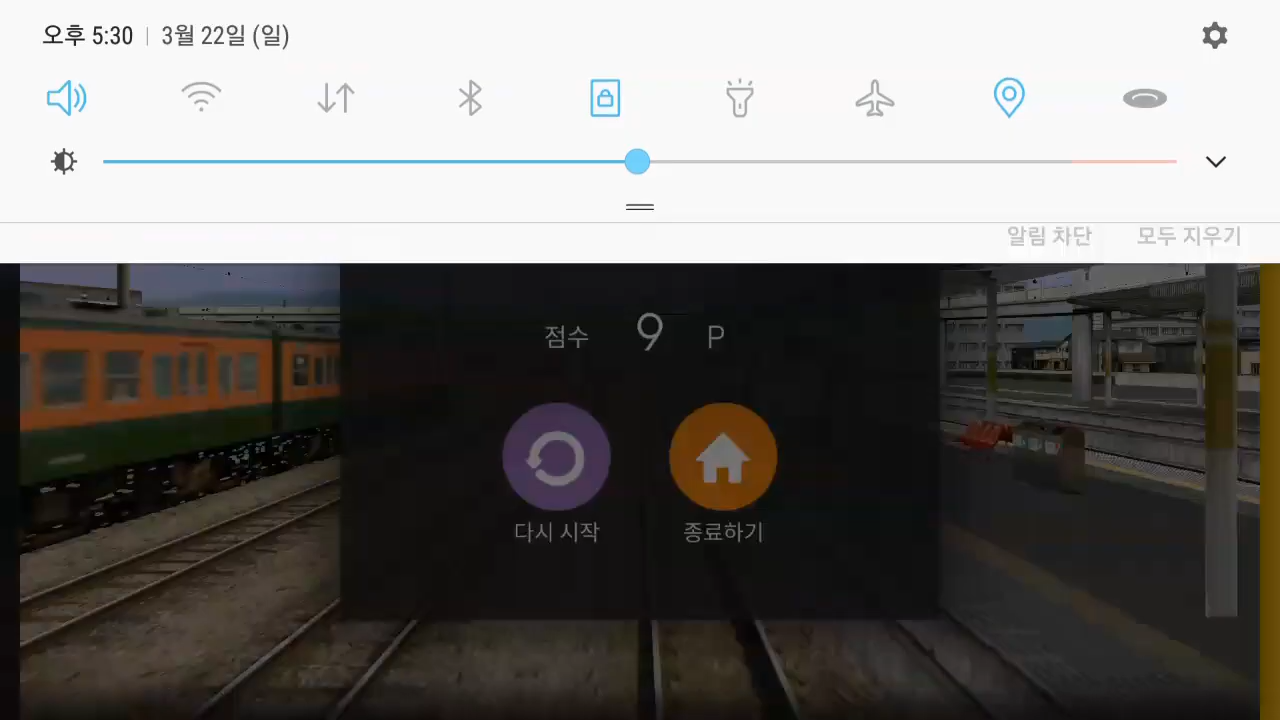 오후 5:30 | 3월 22일 (일)
알림 차단 모두 지우기
점수 9 P
다시 시작 종료하기